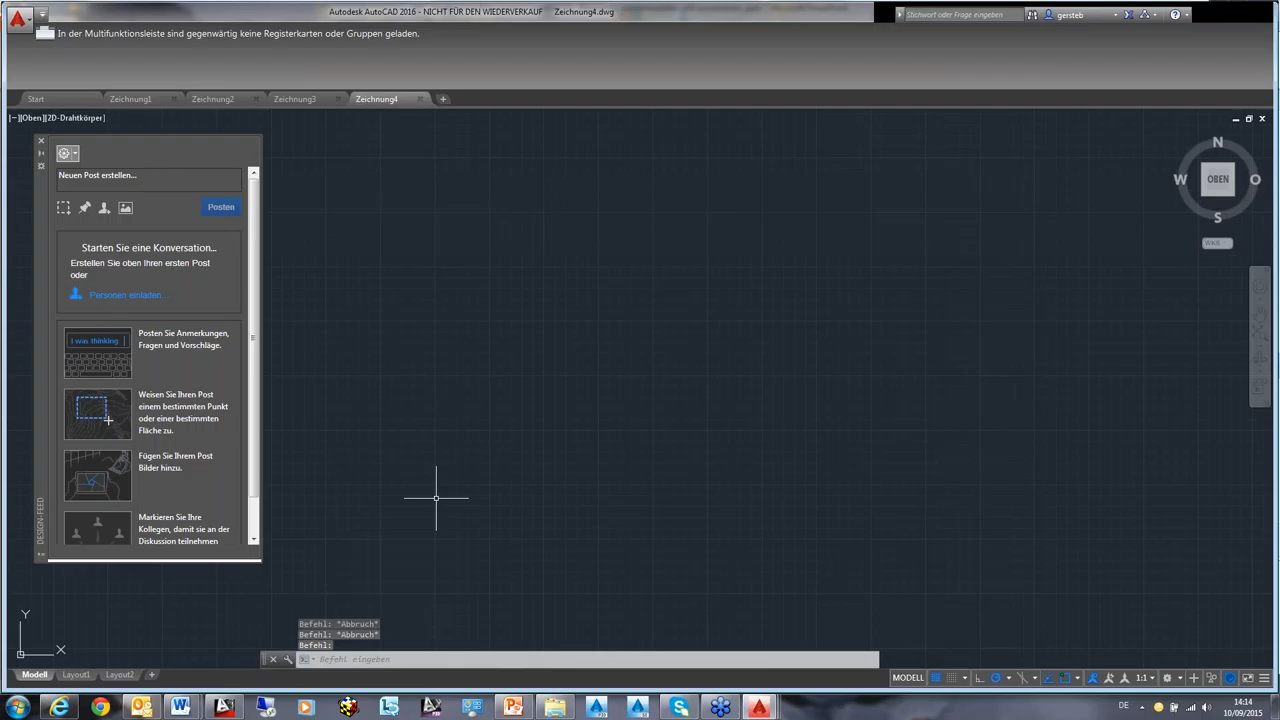 Autodesk AutoCAD 2016 - NICHT FÜR DEN WIEDERVERKAUF Zeichnung4.dwg
Stichwort oder Frage eingeben
gersteb
In der Multifunktionsleiste sind gegenwärtig keine Registerkarten oder Gruppen geladen.
Start
Zeichnung1
Zeichnung2
Zeichnung3
Zeichnung4
[−][Oben][2D-Drahtkörper]
N
W
OBEN
O
S
WKS
Neuen Post erstellen...
Posten
Starten Sie eine Konversation...
Erstellen Sie oben Ihren ersten Post
oder
Personen einladen...
I was thinking
Posten Sie Anmerkungen,
Fragen und Vorschläge.
Weisen Sie Ihren Post
einem bestimmten Punkt
oder einer bestimmten
Fläche zu.
Fügen Sie Ihrem Post
Bilder hinzu.
Markieren Sie Ihre
Kollegen, damit sie an der
Diskussion teilnehmen
DESIGN-FEED
Y
X
Befehl: *Abbruch*
Befehl: *Abbruch*
Befehl:
Befehl eingeben
Modell
Layout1
Layout2
MODELL
1:1
DE
14:14
10/09/2015